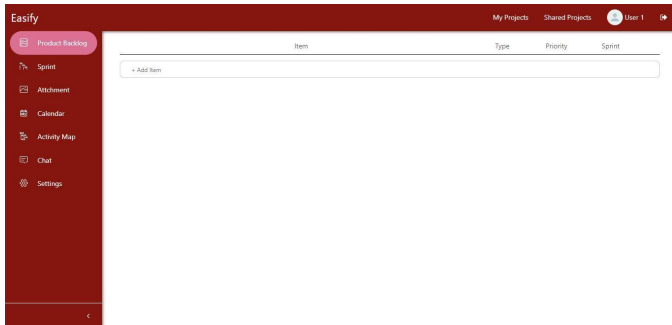 Easify
My Projects Shared Projects User 1
Product Backlog
Sprint
Attchment
Calendar
Activity Map
Chat
Settings
Item Type Priority Sprint
+ Add Item